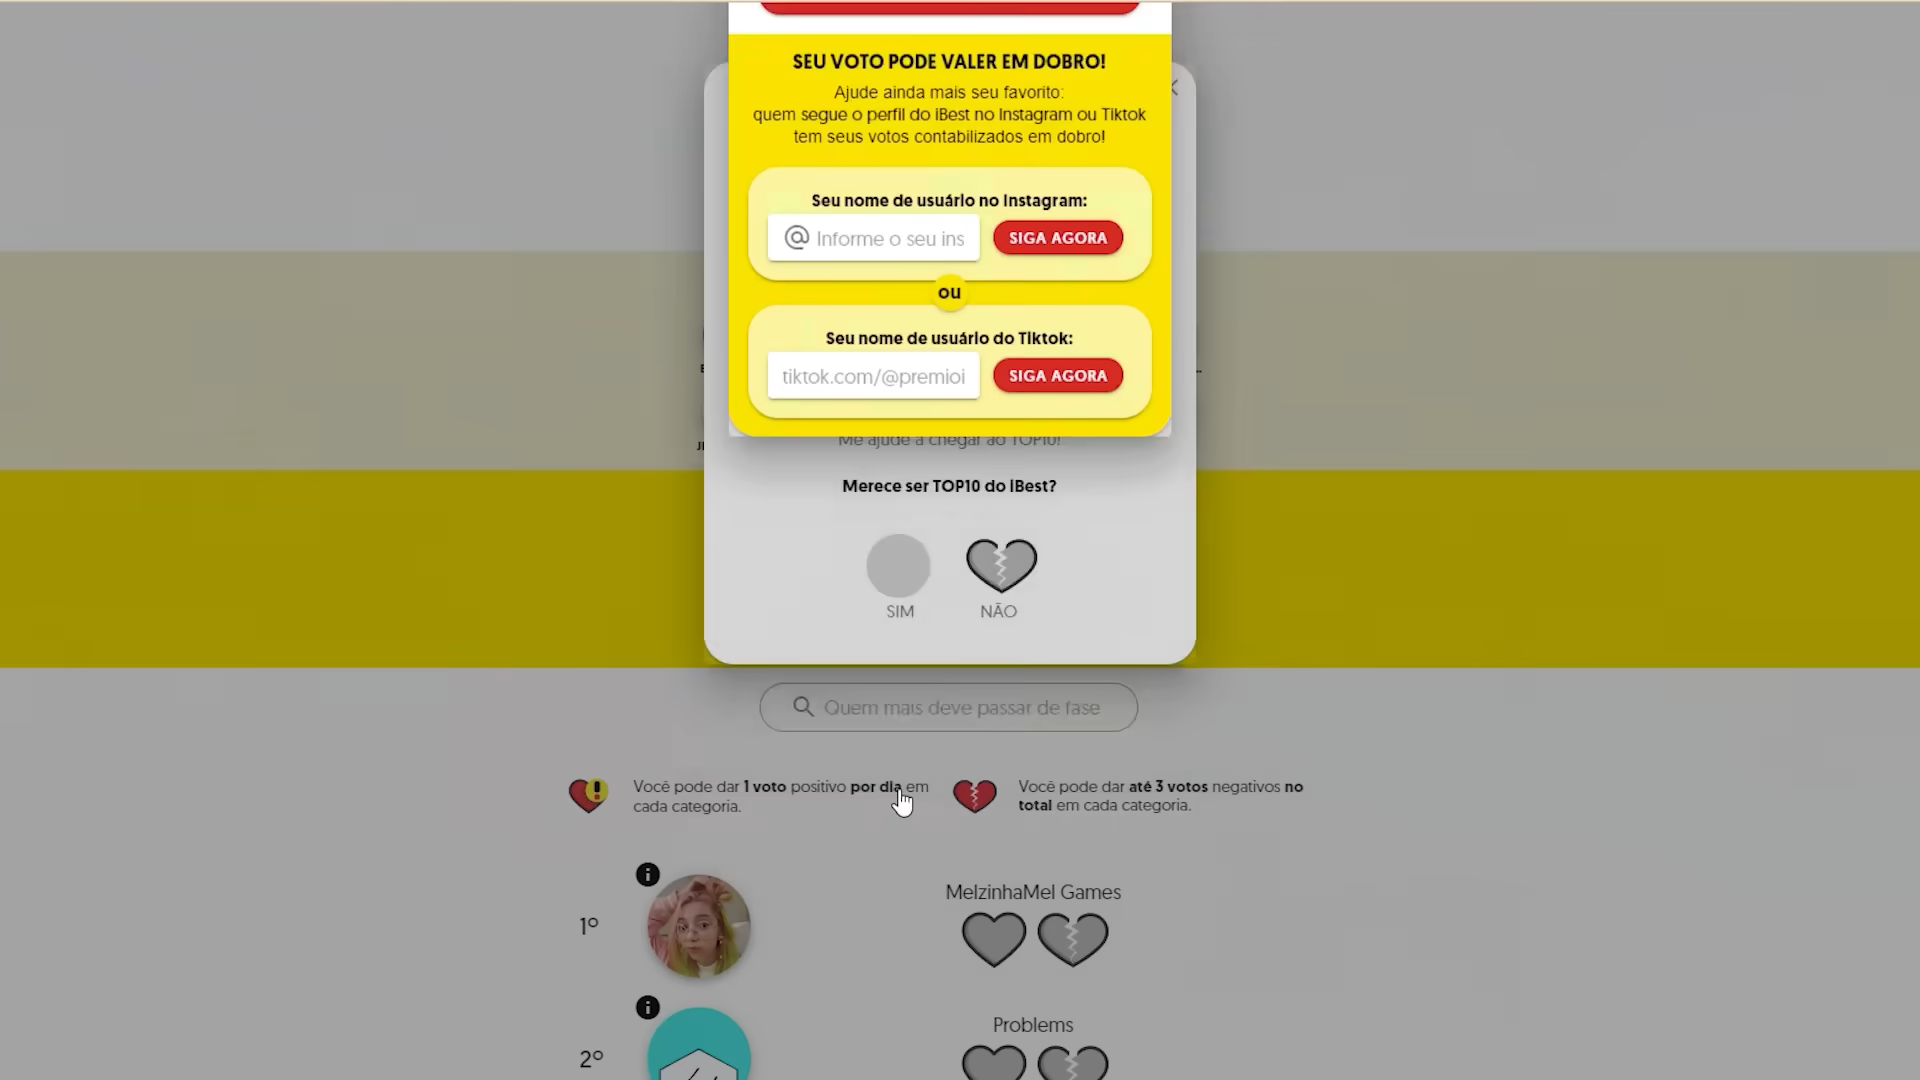 SEU VOTO PODE VALER EM DOBRO!
Ajude ainda mais seu favorito:
quem segue o perfil do iBest no Instagram ou Tiktok
tem seus votos contabilizados em dobro!
Seu nome de usuário no Instagram:
@ Informe o seu ins
SIGA AGORA
ou
Seu nome de usuário do Tiktok:
tiktok.com/@premioi
SIGA AGORA
Me ajude a chegar ao TOP10!
Merece ser TOP10 do iBest?
SIM
NÃO
Quem mais deve passar de fase
Você pode dar 1 voto positivo por dia em
cada categoria.
Você pode dar até 3 votos negativos no
total em cada categoria.
1º
MelzinhaMel Games
2º
Problems